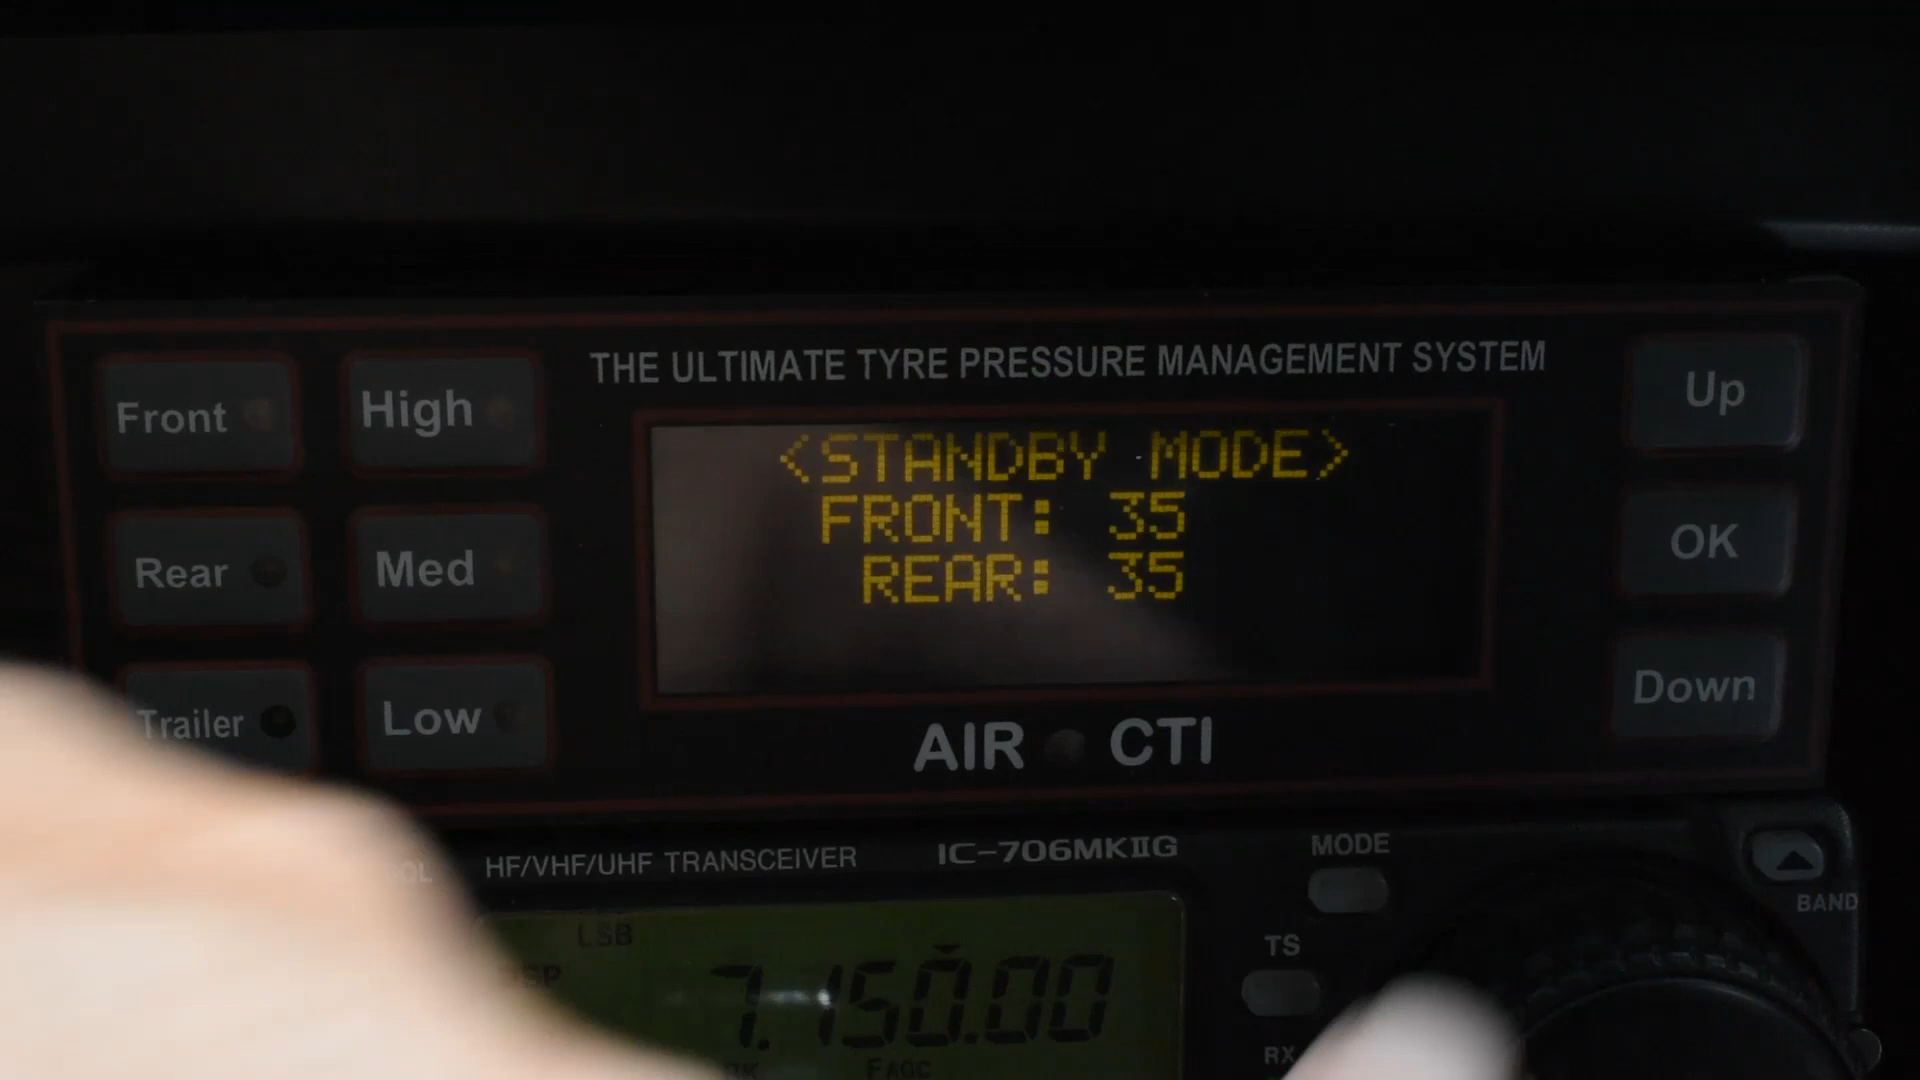 THE ULTIMATE TYRE PRESSURE MANAGEMENT SYSTEM
Front
High
Up
<STANDBY MODE>
FRONT: 35
REAR: 35
Rear
Med
OK
Trailer
Low
Down
AIR CTI
HF/VHF/UHF TRANSCEIVER
IC-706MKIIG
MODE
BAND
LSB
TS
7.150.00
RX